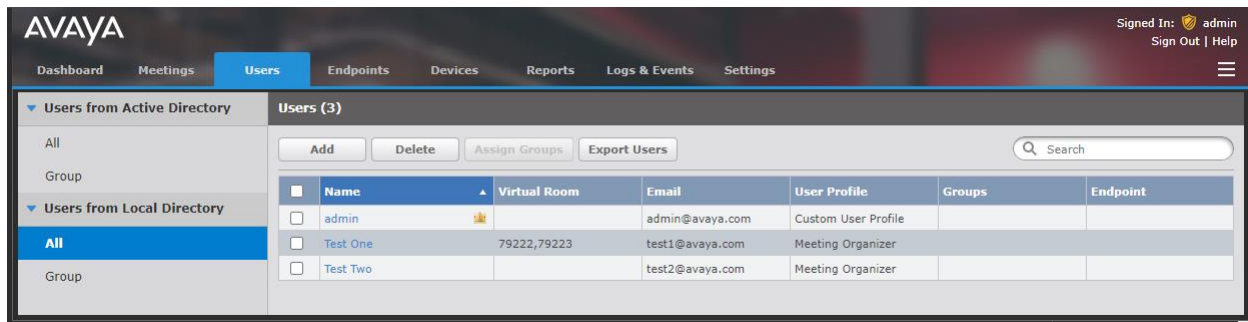 AVAYA
Signed In: admin
Sign Out | Help
Dashboard Meetings Users Endpoints Devices Reports Logs & Events Settings
Users from Active Directory
All
Group
Users from Local Directory
All
Group
Users (3)
Add Delete Assign Groups Export Users Search
Name Virtual Room Email User Profile Groups Endpoint
admin admin@avaya.com Custom User Profile
Test One 79222,79223 test1@avaya.com Meeting Organizer
Test Two test2@avaya.com Meeting Organizer